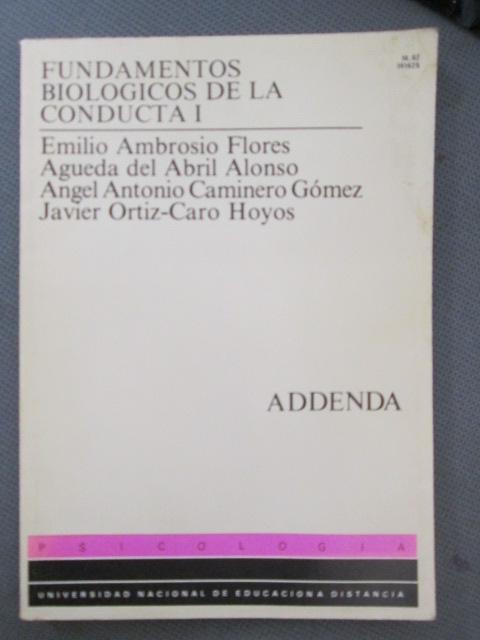 FUNDAMENTOS
BIOLOGICOS DE LA
CONDUCTA I
Emilio Ambrosio Flores
Agueda del Abril Alonso
Angel Antonio Caminero Gómez
Javier Ortiz-Caro Hoyos
ADDENDA
PSICOLOGIA
UNIVERSIDAD NACIONAL DE EDUCACIONA DISTANCIA